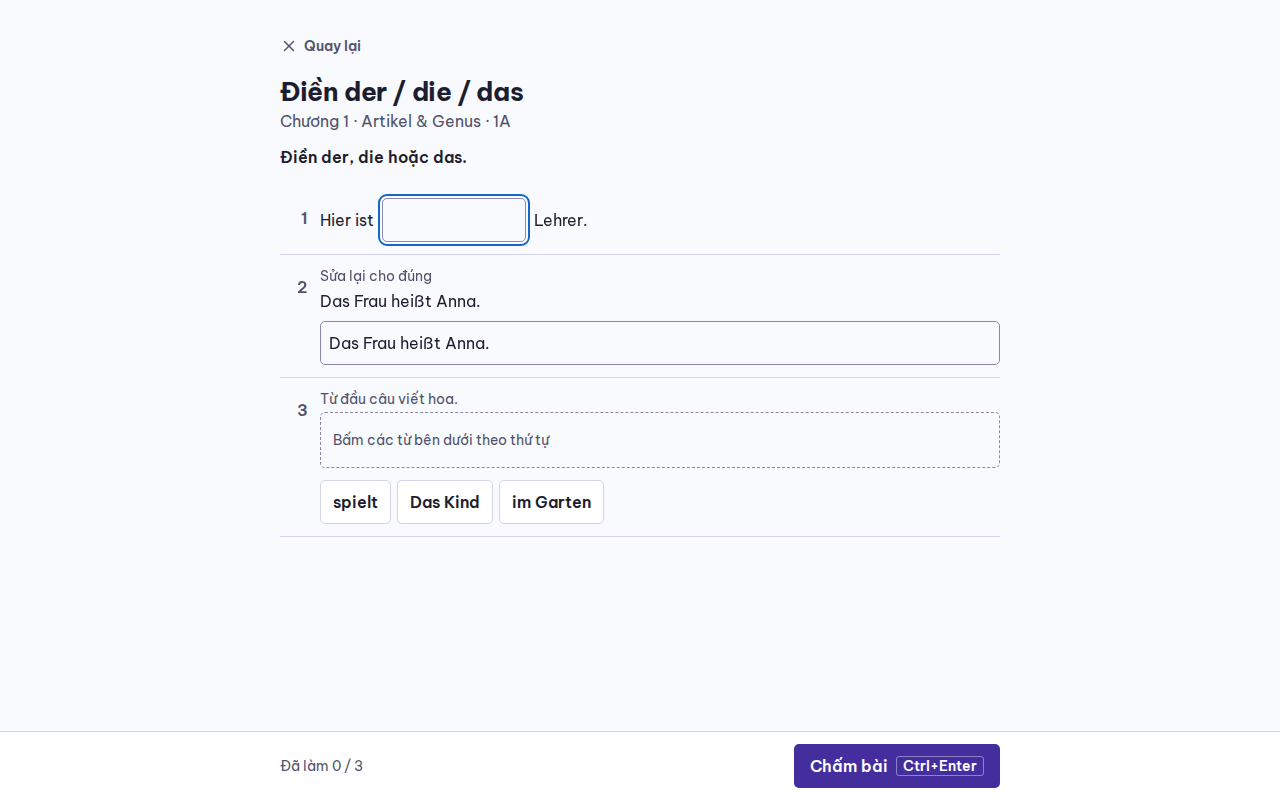 Quay lại
Điền der / die / das
Chương 1 · Artikel & Genus · 1A
Điền der, die hoặc das.
1 Hier ist Lehrer.
2 Sửa lại cho đúng
Das Frau heißt Anna.
Das Frau heißt Anna.
3 Từ đầu câu viết hoa.
Bấm các từ bên dưới theo thứ tự
spielt Das Kind im Garten
Đã làm 0 / 3 Chấm bài Ctrl+Enter